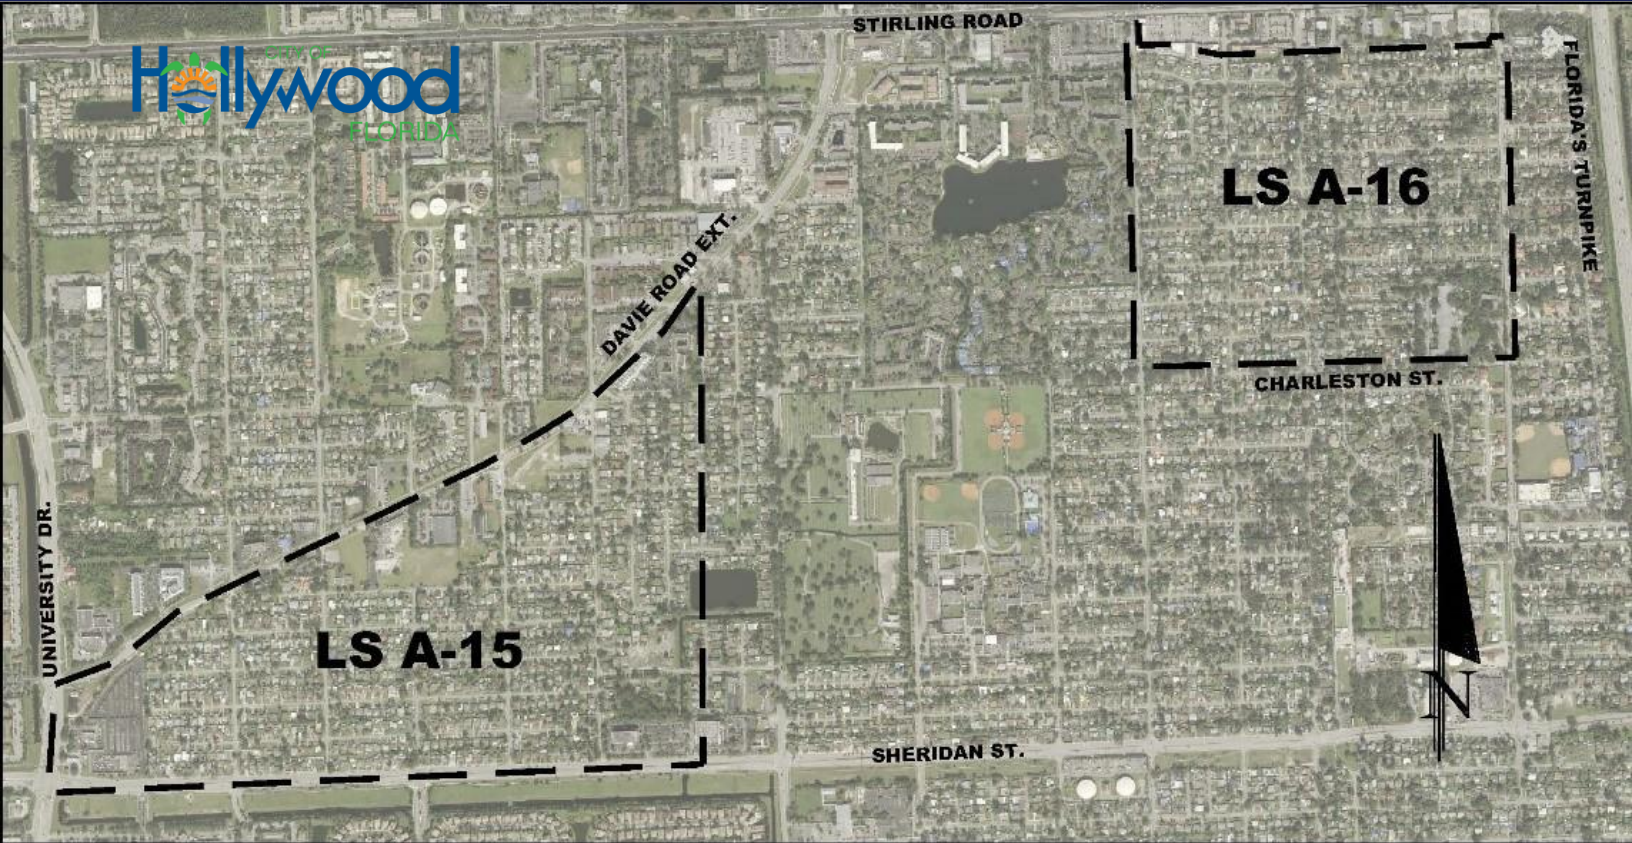 STIRLING ROAD
CITY OF
Hollywood
FLORIDA
FLORIDA'S TURNPIKE
LS A-16
DAVIE ROAD EXT.
CHARLESTON ST.
UNIVERSITY DR.
LS A-15
N
SHERIDAN ST.